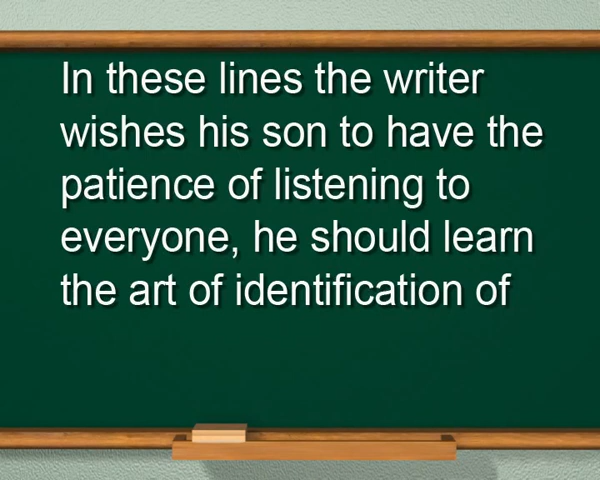 In these lines the writer
wishes his son to have the
patience of listening to
everyone, he should learn
the art of identification of